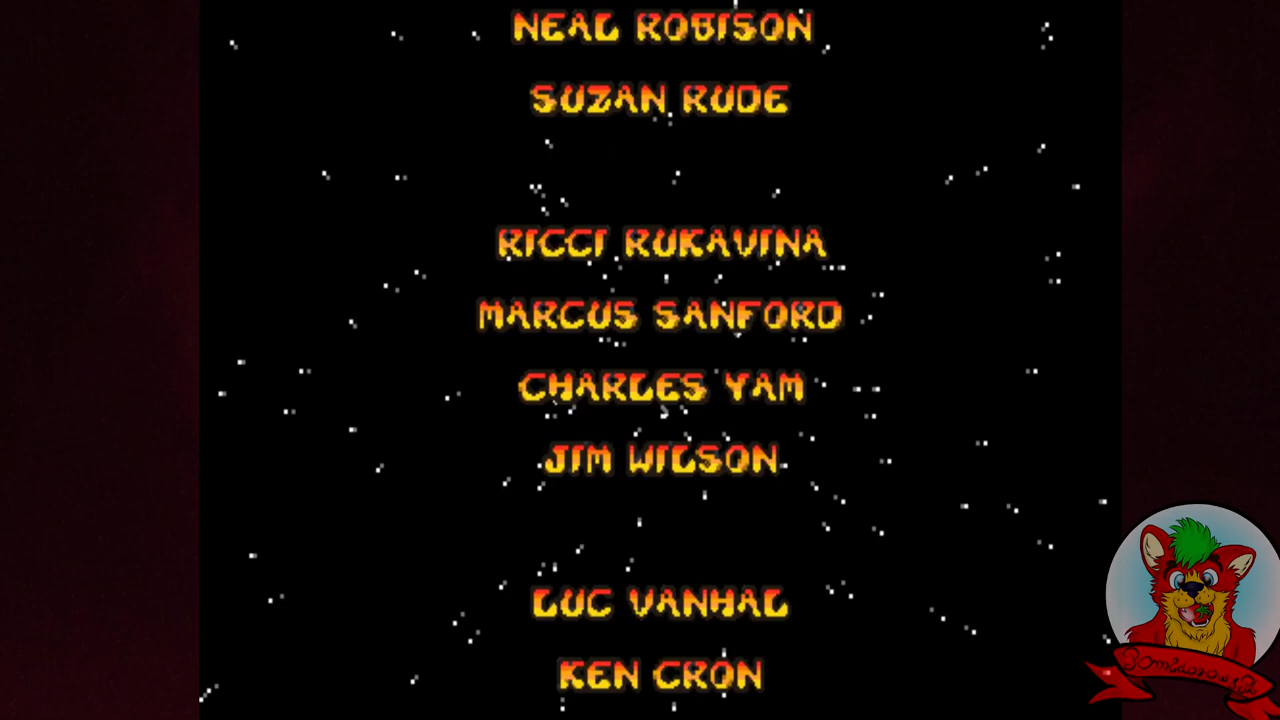 NEAL ROBISON
SUZAN RUDE
RICCI RUKAVINA
MARCUS SANFORD
CHARLES YAM
JIM WILSON
LUC VANHAL
KEN CRON